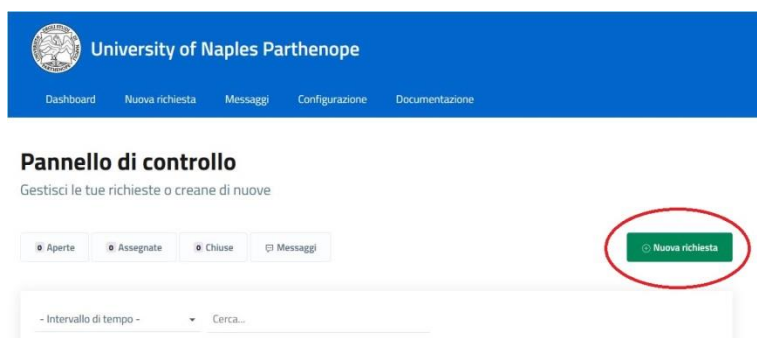 University of Naples Parthenope
Dashboard Nuova richiesta Messaggi Configurazione Documentazione
Pannello di controllo
Gestisci le tue richieste o creane di nuove
0 Aperte 0 Assegnate 0 Chiuse Messaggi Nuova richiesta
- Intervallo di tempo - Cerca...